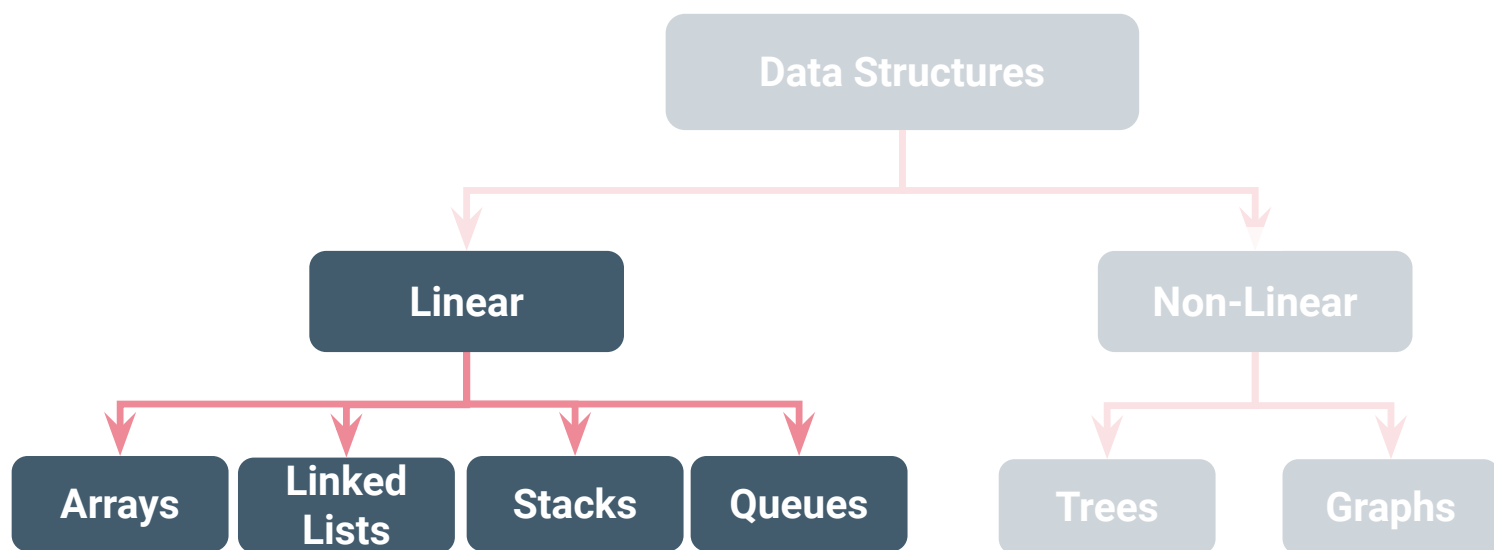 Data Structures
Linear
Non-Linear
Arrays
Linked
Lists
Stacks
Queues
Trees
Graphs